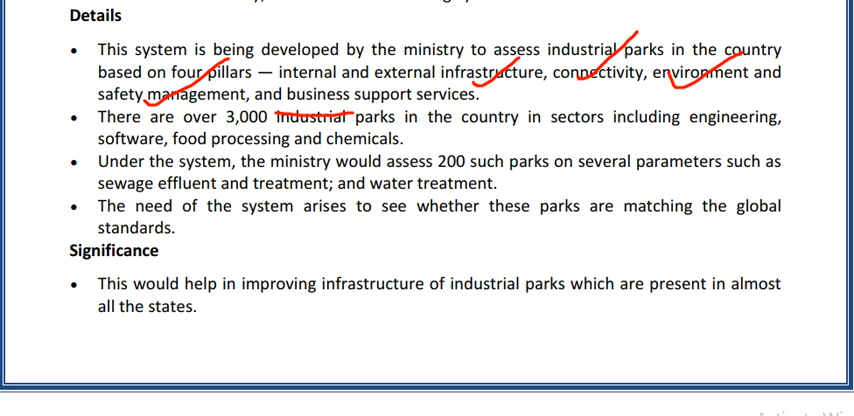 Details
• This system is being developed by the ministry to assess industrial parks in the country
based on four pillars — internal and external infrastructure, connectivity, environment and
safety management, and business support services.
• There are over 3,000 industrial parks in the country in sectors including engineering,
software, food processing and chemicals.
• Under the system, the ministry would assess 200 such parks on several parameters such as
sewage effluent and treatment; and water treatment.
• The need of the system arises to see whether these parks are matching the global
standards.
Significance
• This would help in improving infrastructure of industrial parks which are present in almost
all the states.